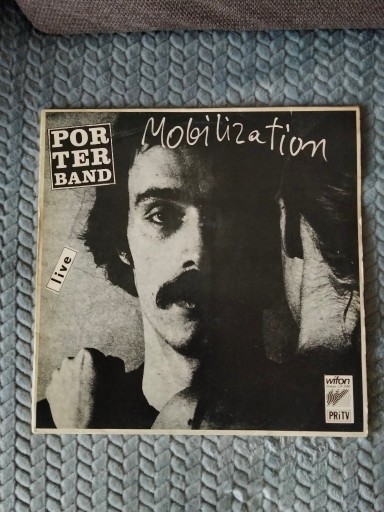 POR
TER
BAND
Mobilization
live
wifon
PRiTV